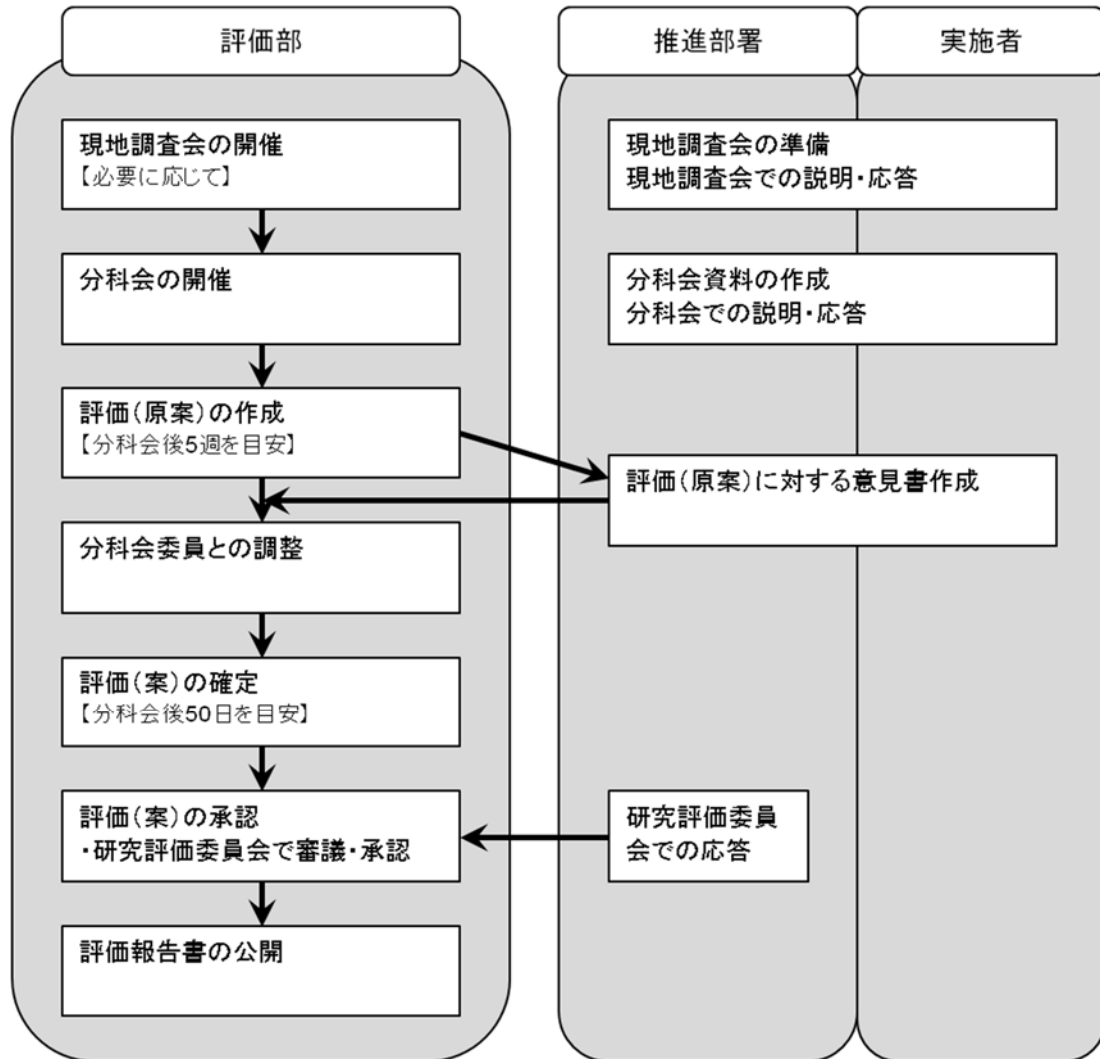 評価部
推進部署
実施者
現地調査会の開催
【必要に応じて】
現地調査会の準備
現地調査会での説明・応答
分科会の開催
分科会資料の作成
分科会での説明・応答
評価(原案)の作成
【分科会後5週を目安】
評価(原案)に対する意見書作成
分科会委員との調整
評価(案)の確定
【分科会後50日を目安】
評価(案)の承認
・研究評価委員会で審議・承認
研究評価委員
会での応答
評価報告書の公開